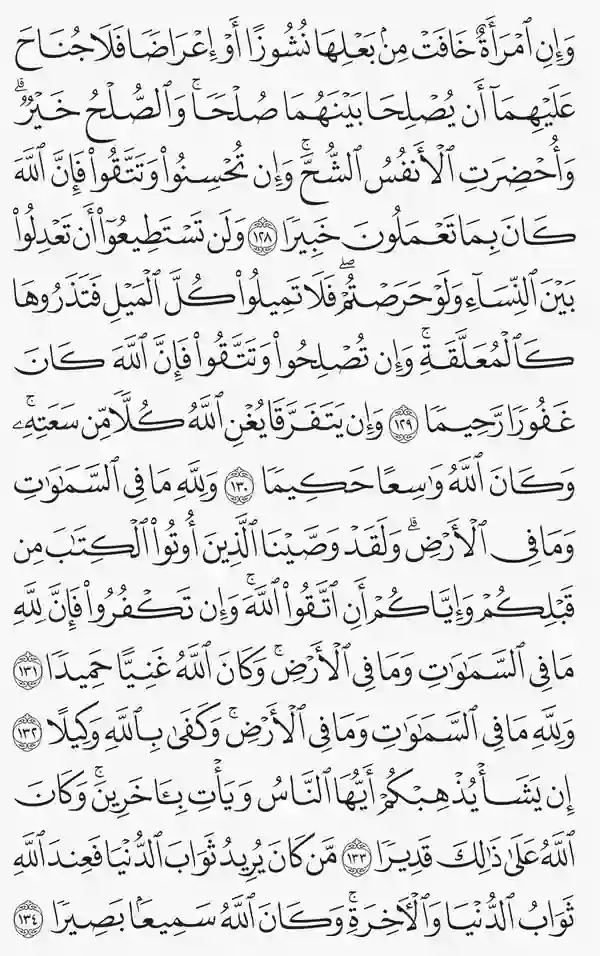 وَإِنِ ٱمْرَأَةٌ خَافَتْ مِنۢ بَعْلِهَا نُشُوزًا أَوْ إِعْرَاضًا فَلَا جُنَاحَ
عَلَيْهِمَآ أَن يُصْلِحَا بَيْنَهُمَا صُلْحًا ۚ وَٱلصُّلْحُ خَيْرٌ ۗ
وَأُحْضِرَتِ ٱلْأَنفُسُ ٱلشُّحَّ ۚ وَإِن تُحْسِنُوا۟ وَتَتَّقُوا۟ فَإِنَّ ٱللَّهَ
كَانَ بِمَا تَعْمَلُونَ خَبِيرًا ١٢٨ وَلَن تَسْتَطِيعُوٓا۟ أَن تَعْدِلُوا۟
بَيْنَ ٱلنِّسَآءِ وَلَوْ حَرَصْتُمْ ۖ فَلَا تَمِيلُوا۟ كُلَّ ٱلْمَيْلِ فَتَذَرُوهَا
كَٱلْمُعَلَّقَةِ ۚ وَإِن تُصْلِحُوا۟ وَتَتَّقُوا۟ فَإِنَّ ٱللَّهَ كَانَ
غَفُورًا رَّحِيمًا ١٢٩ وَإِن يَتَفَرَّقَا يُغْنِ ٱللَّهُ كُلًّا مِّن سَعَتِهِۦ ۚ
وَكَانَ ٱللَّهُ وَٰسِعًا حَكِيمًا ١٣٠ وَلِلَّهِ مَا فِى ٱلسَّمَٰوَٰتِ
وَمَا فِى ٱلْأَرْضِ ۗ وَلَقَدْ وَصَّيْنَا ٱلَّذِينَ أُوتُوا۟ ٱلْكِتَٰبَ مِن
قَبْلِكُمْ وَإِيَّاكُمْ أَنِ ٱتَّقُوا۟ ٱللَّهَ ۚ وَإِن تَكْفُرُوا۟ فَإِنَّ لِلَّهِ
مَا فِى ٱلسَّمَٰوَٰتِ وَمَا فِى ٱلْأَرْضِ ۚ وَكَانَ ٱللَّهُ غَنِيًّا حَمِيدًا ١٣١
وَلِلَّهِ مَا فِى ٱلسَّمَٰوَٰتِ وَمَا فِى ٱلْأَرْضِ ۚ وَكَفَىٰ بِٱللَّهِ وَكِيلًا ١٣٢
إِن يَشَأْ يُذْهِبْكُمْ أَيُّهَا ٱلنَّاسُ وَيَأْتِ بِـَٔاخَرِينَ ۚ وَكَانَ
ٱللَّهُ عَلَىٰ ذَٰلِكَ قَدِيرًا ١٣٣ مَّن كَانَ يُرِيدُ ثَوَابَ ٱلدُّنْيَا فَعِندَ ٱللَّهِ
ثَوَابُ ٱلدُّنْيَا وَٱلْـَٔاخِرَةِ ۚ وَكَانَ ٱللَّهُ سَمِيعًۢا بَصِيرًا ١٣٤